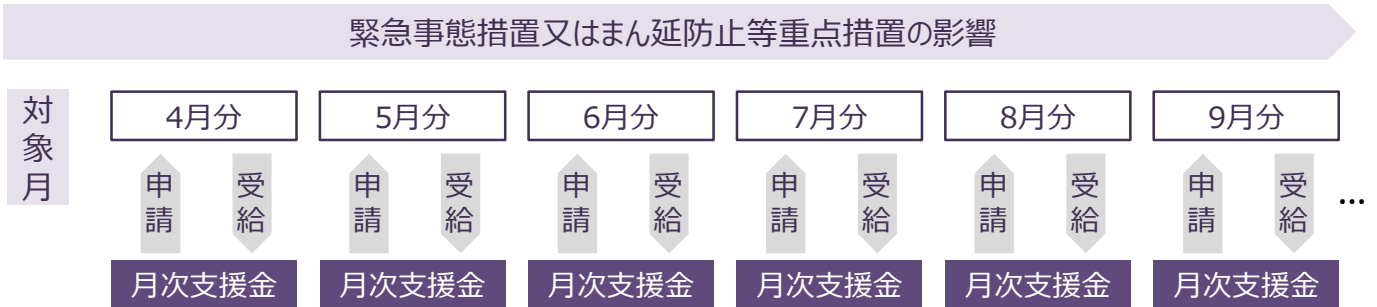 緊急事態措置又はまん延防止等重点措置の影響
対象月
4月分 5月分 6月分 7月分 8月分 9月分
申請 受給 申請 受給 申請 受給 申請 受給 申請 受給 申請 受給 ...
月次支援金 月次支援金 月次支援金 月次支援金 月次支援金 月次支援金